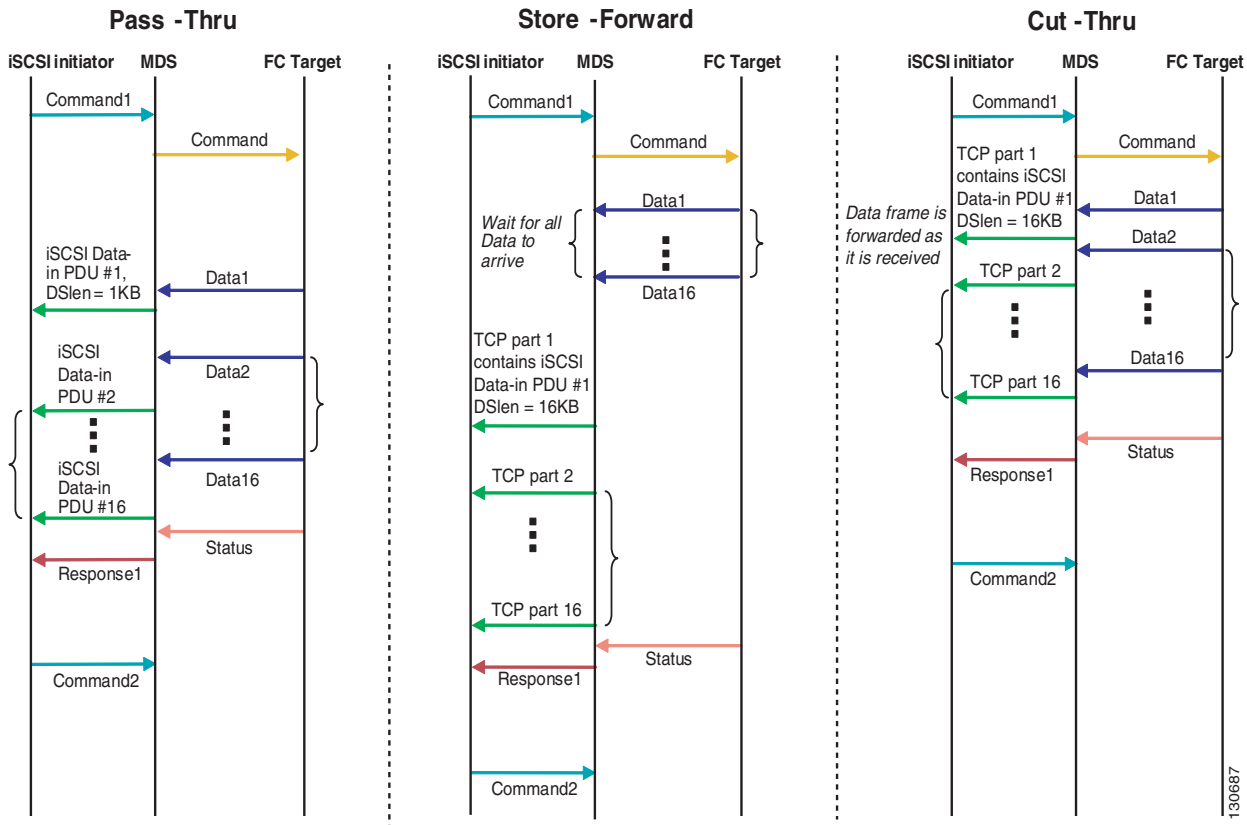 Pass -Thru
iSCSI initiator MDS FC Target
Command1
Command
iSCSI Data-
in PDU #1,
DSlen = 1KB
Data1
iSCSI
Data-in
PDU #2
Data2
iSCSI
Data-in
PDU #16
Data16
Status
Response1
Command2
Store -Forward
iSCSI initiator MDS FC Target
Command1
Command
Data1
Wait for all
Data to
arrive
Data16
TCP part 1
contains iSCSI
Data-in PDU #1
DSlen = 16KB
TCP part 2
TCP part 16
Status
Response1
Command2
Cut -Thru
iSCSI initiator MDS FC Target
Command1
Command
TCP part 1
contains iSCSI
Data-in PDU #1
DSlen = 16KB
Data1
Data frame is
forwarded as
it is received
Data2
TCP part 2
Data16
TCP part 16
Status
Response1
Command2
130687